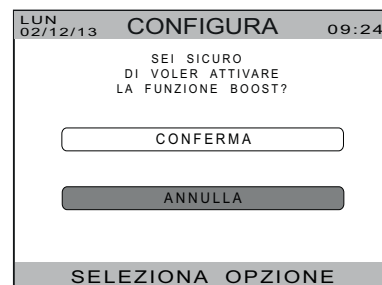 LUN
02/12/13 CONFIGURA 09:24
SEI SICURO
DI VOLER ATTIVARE
LA FUNZIONE BOOST?
CONFERMA
ANNULLA
SELEZIONA OPZIONE